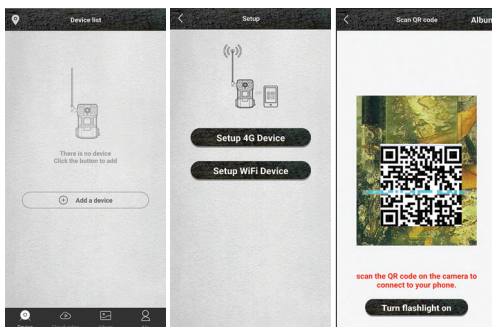 Device list
There is no device
Click the button to add
Add a device
Device
Setup
Setup 4G Device
Setup WiFi Device
Scan QR code
Album
scan the QR code on the camera to
connect to your phone.
Turn flashlight on